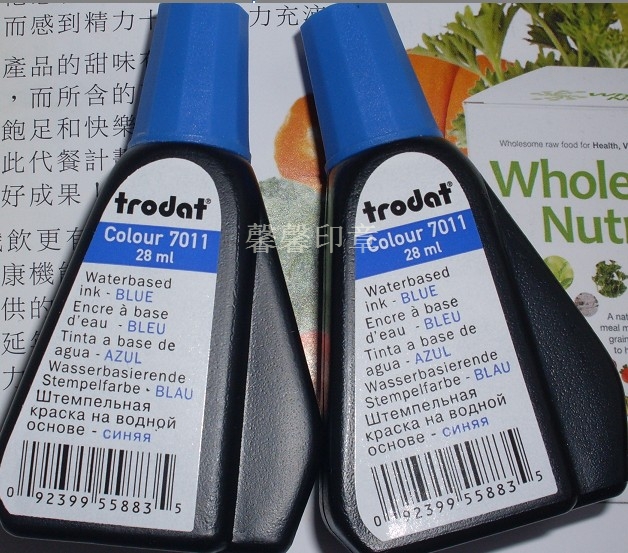 而感到精力十
力充
產品的甜味
，而所含的
飽足和快樂
此代餐計
好成果！
飲更有
康機
供的
延
力
trodat®
Colour 7011
28 ml
Waterbased
ink - BLUE
Encre à base
d'eau - BLEU
Tinta a base de
agua - AZUL
Wasserbasierende
Stempelfarbe - BLAU
Штемпельная
краска на водной
основе - синяя
0 92399 55883 5
trodat®
Colour 7011
28 ml
Waterbased
ink - BLUE
Encre à base
d'eau - BLEU
Tinta a base de
agua - AZUL
Wasserbasierende
Stempelfarbe - BLAU
Штемпельная
краска на водной
основе - синяя
0 92399 55883 5
馨馨印章
Wholesome raw food for Health, V
Whole
Nutr
A nat
meal m
grain
to h